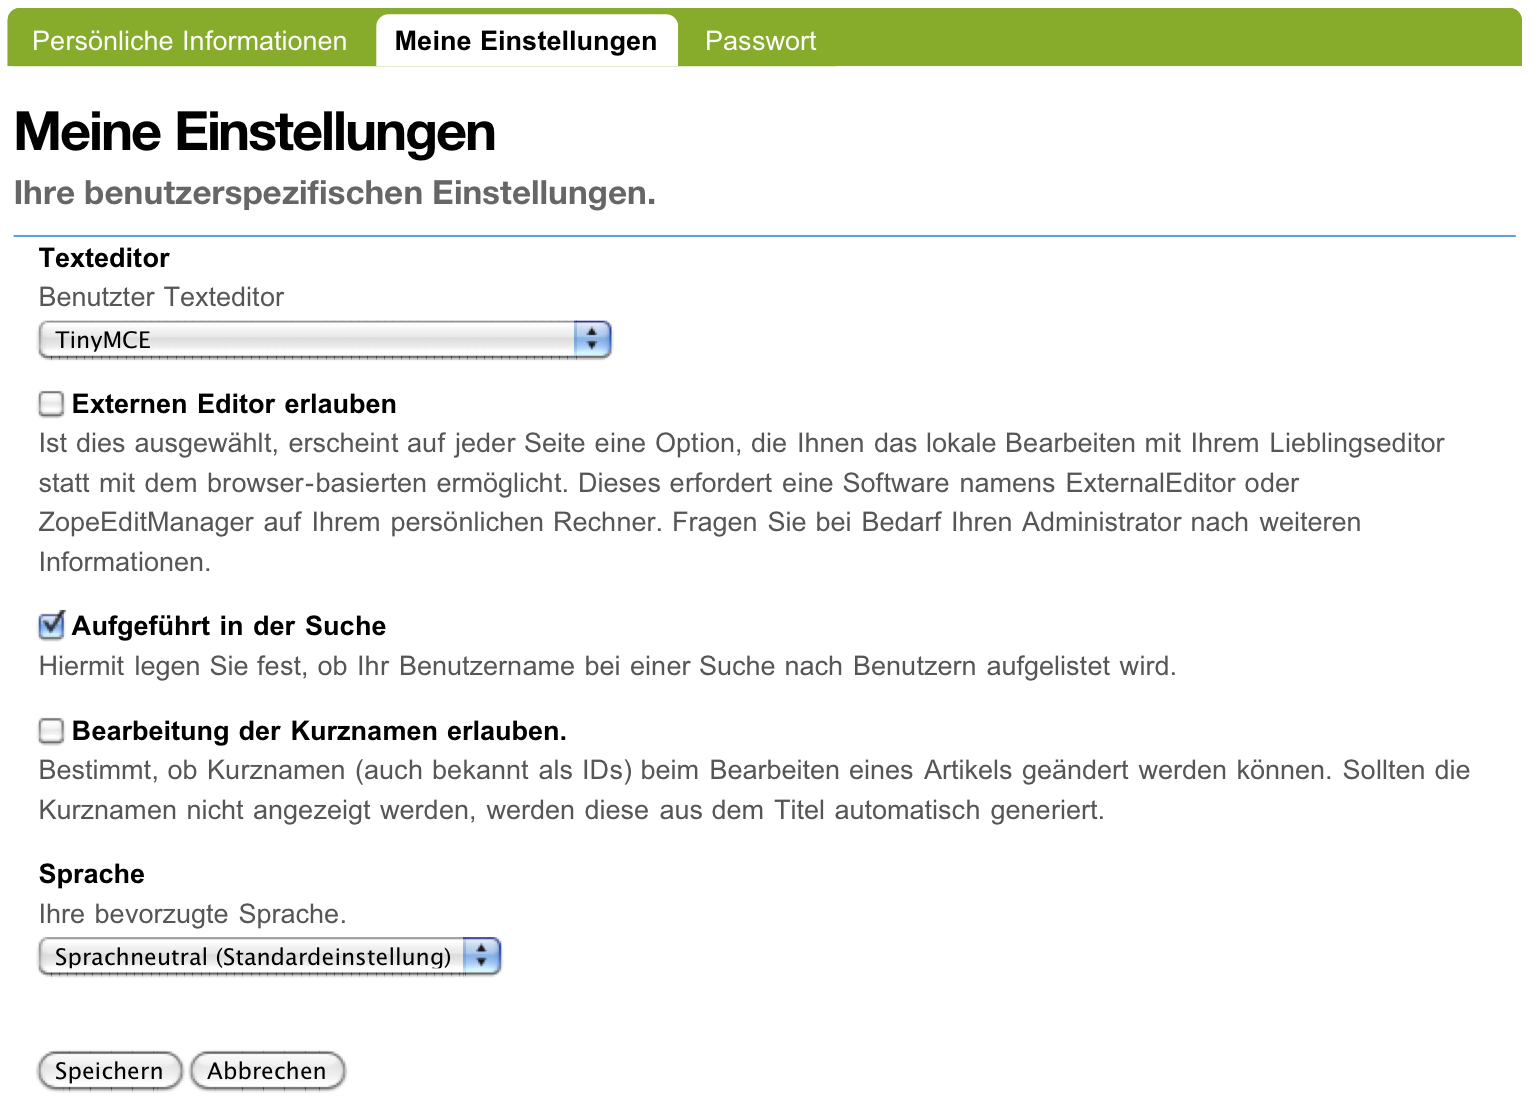 Persönliche Informationen Meine Einstellungen Passwort
Meine Einstellungen
Ihre benutzerspezifischen Einstellungen.
Texteditor
Benutzter Texteditor
TinyMCE
Externen Editor erlauben
Ist dies ausgewählt, erscheint auf jeder Seite eine Option, die Ihnen das lokale Bearbeiten mit Ihrem Lieblingseditor
statt mit dem browser-basierten ermöglicht. Dieses erfordert eine Software namens ExternalEditor oder
ZopeEditManager auf Ihrem persönlichen Rechner. Fragen Sie bei Bedarf Ihren Administrator nach weiteren
Informationen.
Aufgeführt in der Suche
Hiermit legen Sie fest, ob Ihr Benutzername bei einer Suche nach Benutzern aufgelistet wird.
Bearbeitung der Kurznamen erlauben.
Bestimmt, ob Kurznamen (auch bekannt als IDs) beim Bearbeiten eines Artikels geändert werden können. Sollten die
Kurznamen nicht angezeigt werden, werden diese aus dem Titel automatisch generiert.
Sprache
Ihre bevorzugte Sprache.
Sprachneutral (Standardeinstellung)
Speichern Abbrechen